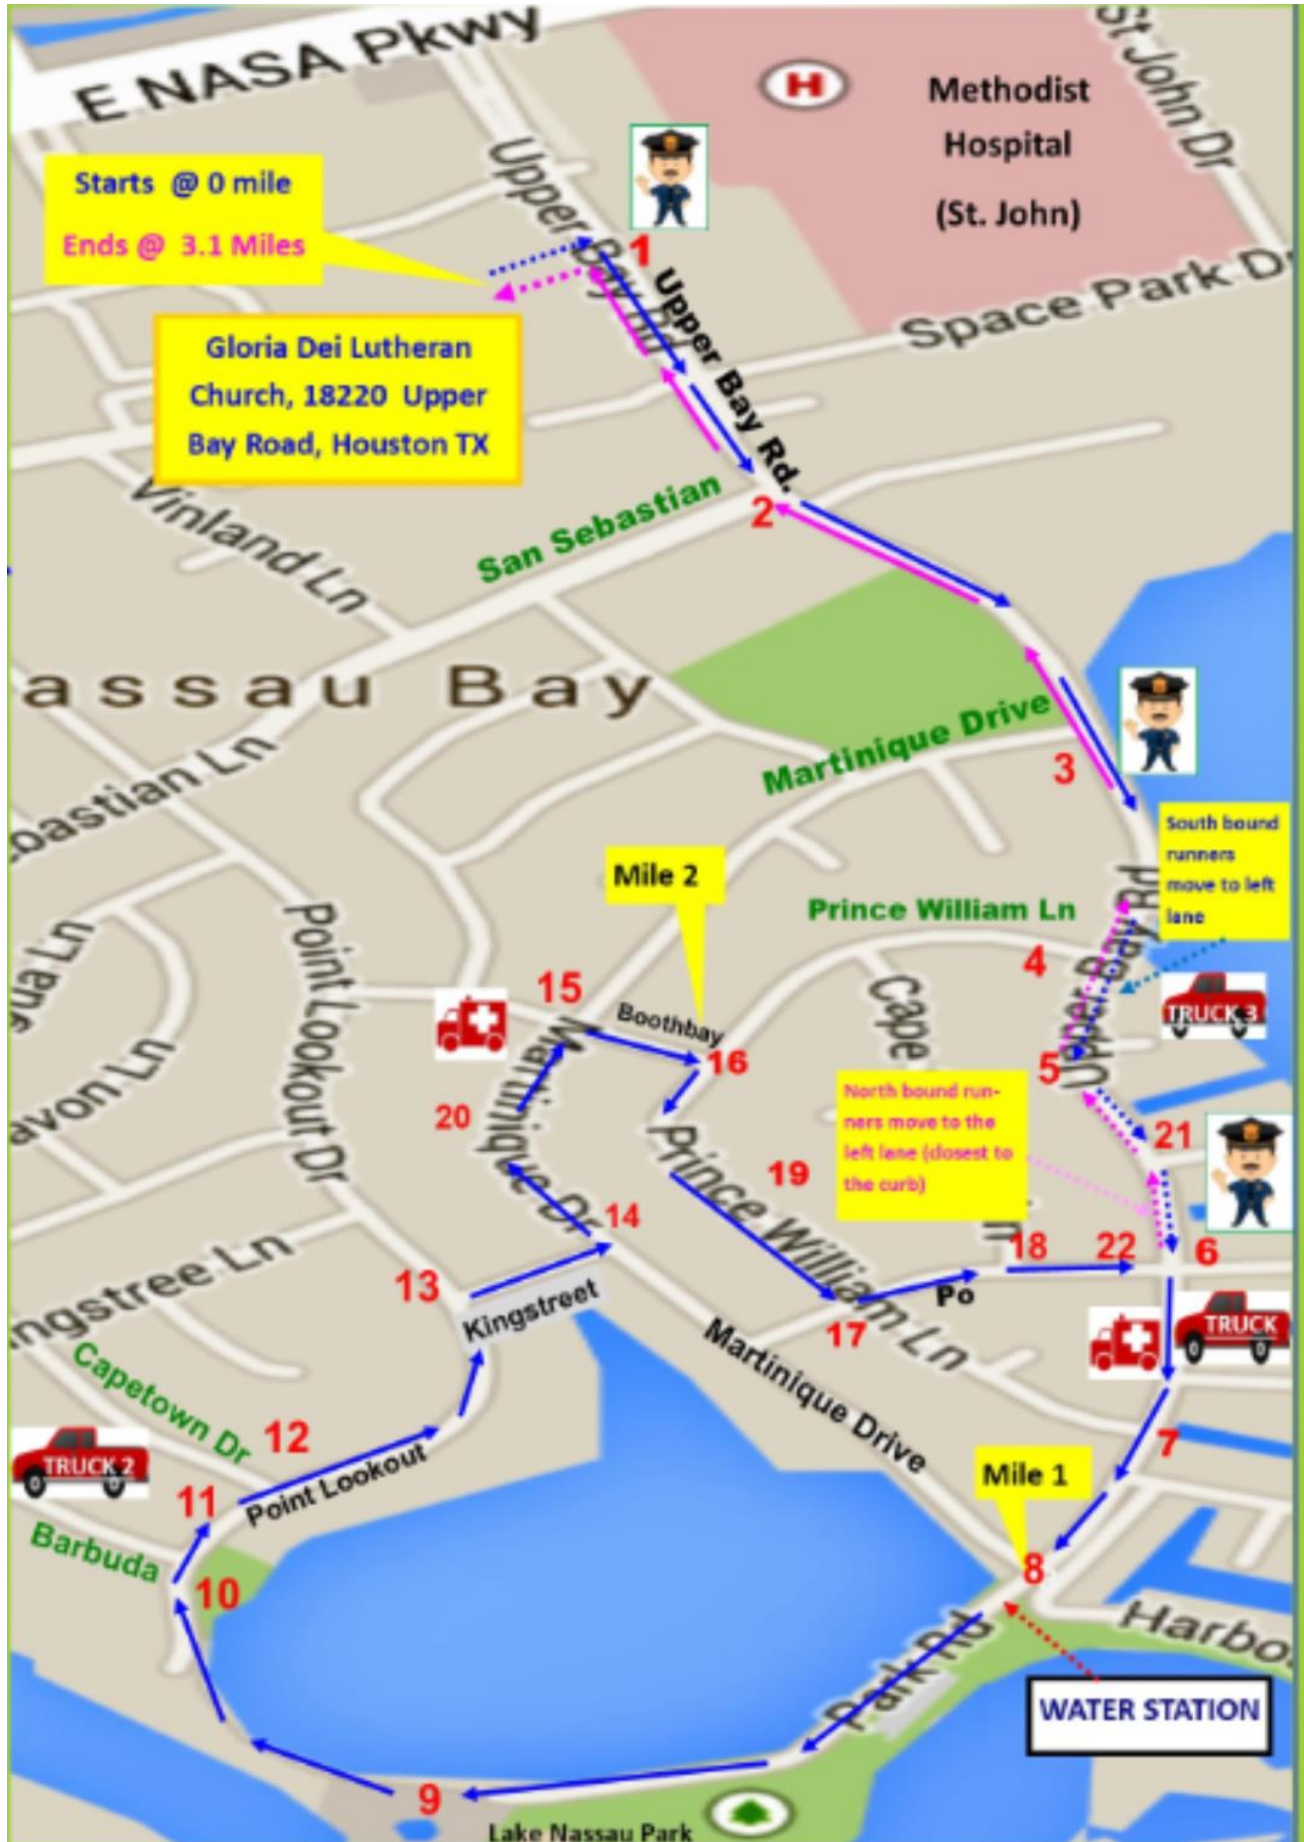 E NASA Pkwy
St John Dr
Methodist
Hospital
(St. John)
H
Starts @ 0 mile
Ends @ 3.1 Miles
Upper Bay Rd
1
Upper Bay Rd.
Space Park Dr
Gloria Dei Lutheran
Church, 18220 Upper
Bay Road, Houston TX
Vinland Ln
San Sebastian
2
assau Bay
Martinique Drive
3
bastian Ln
South bound
runners
move to left
lane
Mile 2
Prince William Ln
4
Upper Bay Rd
gua Ln
Point Lookout Dr
Cape
TRUCK 3
15
Boothbay
16
5
avon Ln
20
Martinique Dr
North bound run-
ners move to the
left lane (closest to
the curb)
21
Prince William Ln
19
14
18
22
6
ngstree Ln
13
Kingstreet
Po
17
TRUCK
Martinique Drive
Capetown Dr
12
TRUCK 2
Point Lookout
7
Mile 1
11
Barbuda
10
8
Harbo
Park Rd
WATER STATION
9
Lake Nassau Park